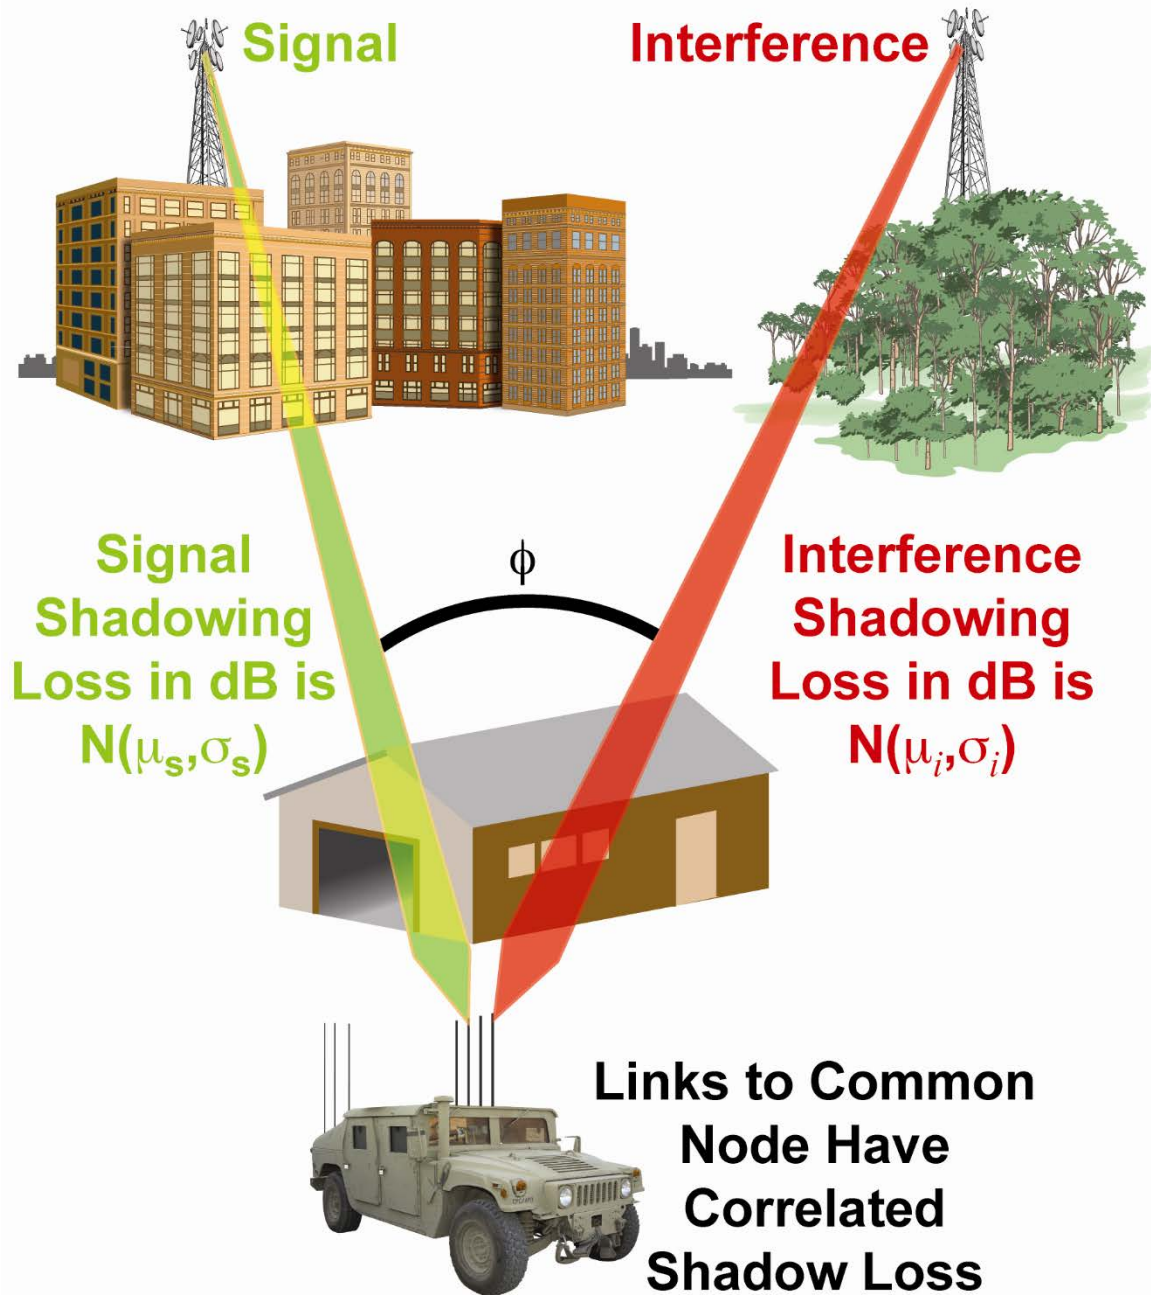 Signal
Interference
Signal
Shadowing
Loss in dB is
N(μₛ,σₛ)
ϕ
Interference
Shadowing
Loss in dB is
N(μᵢ,σᵢ)
Links to Common
Node Have
Correlated
Shadow Loss